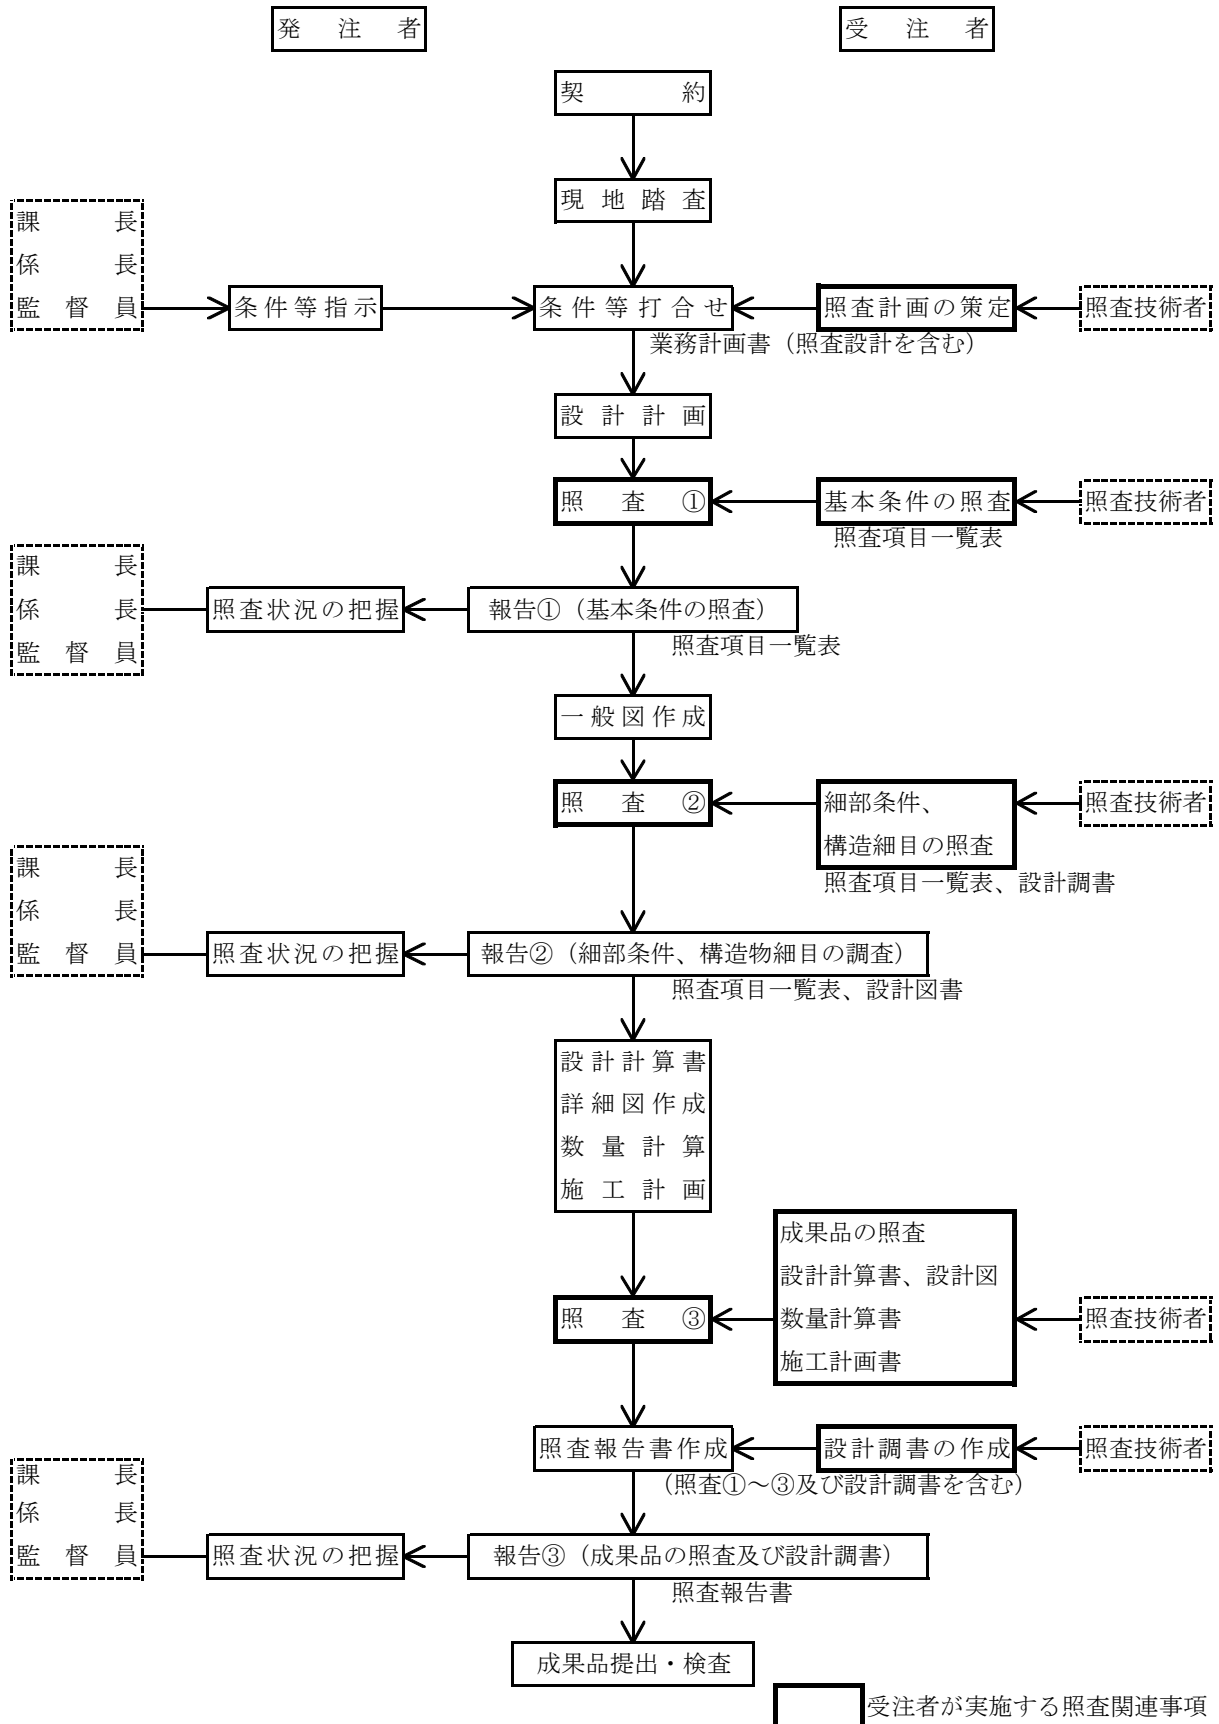 発注者
受注者
契約
現地踏査
課長
係長
監督員
条件等指示
条件等打合せ
照査計画の策定
照査技術者
業務計画書（照査設計を含む）
設計計画
照査①
基本条件の照査
照査技術者
照査項目一覧表
課長
係長
監督員
照査状況の把握
報告①（基本条件の照査）
照査項目一覧表
一般図作成
照査②
細部条件、
構造細目の照査
照査技術者
照査項目一覧表、設計調書
課長
係長
監督員
照査状況の把握
報告②（細部条件、構造物細目の調査）
照査項目一覧表、設計図書
設計計算書
詳細図作成
数量計算
施工計画
成果品の照査
設計計算書、設計図
数量計算書
施工計画書
照査③
照査技術者
照査報告書作成
設計調書の作成
照査技術者
（照査①～③及び設計調書を含む）
課長
係長
監督員
照査状況の把握
報告③（成果品の照査及び設計調書）
照査報告書
成果品提出・検査
受注者が実施する照査関連事項